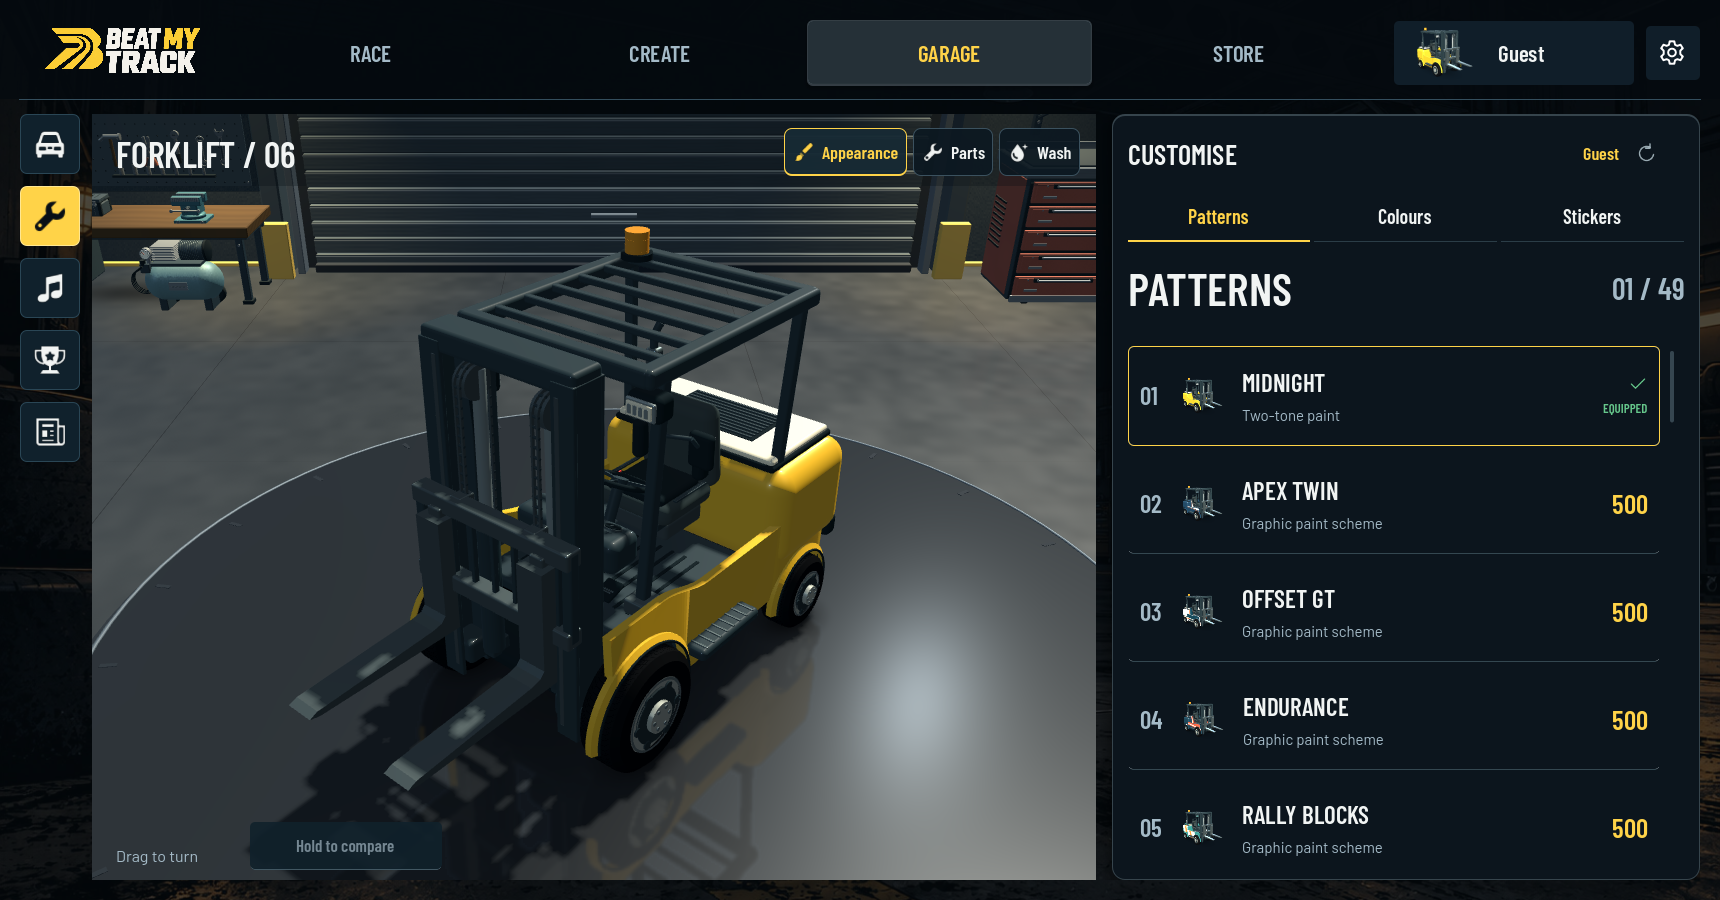 BEAT MY
TRACK
RACE
CREATE
GARAGE
STORE
Guest
FORKLIFT / 06
Appearance
Parts
Wash
Drag to turn
Hold to compare
CUSTOMISE
Guest
Patterns
Colours
Stickers
PATTERNS
01 / 49
01
MIDNIGHT
Two-tone paint
EQUIPPED
02
APEX TWIN
Graphic paint scheme
500
03
OFFSET GT
Graphic paint scheme
500
04
ENDURANCE
Graphic paint scheme
500
05
RALLY BLOCKS
Graphic paint scheme
500